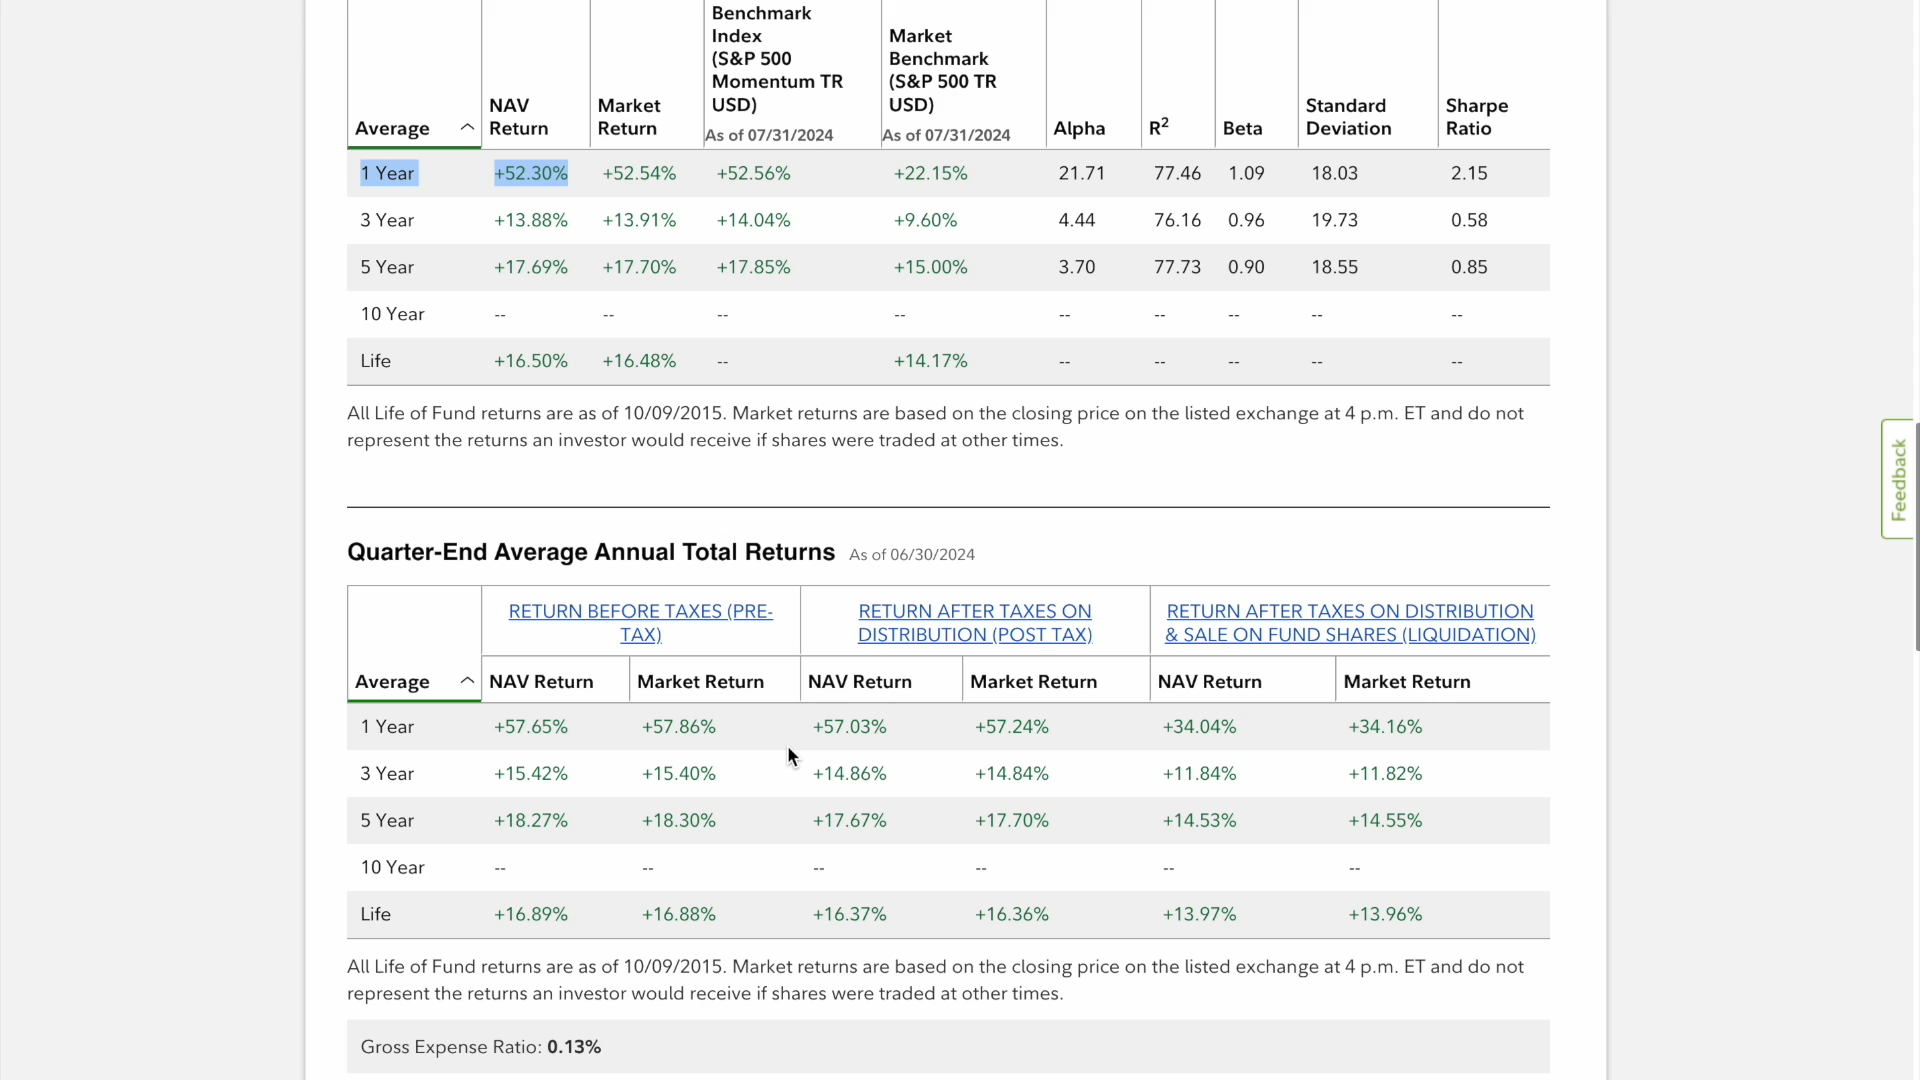 Benchmark
Index
(S&P 500
Momentum TR
USD)
As of 07/31/2024
Market
Benchmark
(S&P 500 TR
USD)
As of 07/31/2024
Average NAV Return Market Return Alpha R2 Beta Standard Deviation Sharpe Ratio
1 Year +52.30% +52.54% +52.56% +22.15% 21.71 77.46 1.09 18.03 2.15
3 Year +13.88% +13.91% +14.04% +9.60% 4.44 76.16 0.96 19.73 0.58
5 Year +17.69% +17.70% +17.85% +15.00% 3.70 77.73 0.90 18.55 0.85
10 Year -- -- -- -- -- -- -- -- --
Life +16.50% +16.48% -- +14.17% -- -- -- -- --
All Life of Fund returns are as of 10/09/2015. Market returns are based on the closing price on the listed exchange at 4 p.m. ET and do not
represent the returns an investor would receive if shares were traded at other times.
Feedback
Quarter-End Average Annual Total Returns As of 06/30/2024
RETURN BEFORE TAXES (PRE-
TAX)
RETURN AFTER TAXES ON
DISTRIBUTION (POST TAX)
RETURN AFTER TAXES ON DISTRIBUTION
& SALE ON FUND SHARES (LIQUIDATION)
Average NAV Return Market Return NAV Return Market Return NAV Return Market Return
1 Year +57.65% +57.86% +57.03% +57.24% +34.04% +34.16%
3 Year +15.42% +15.40% +14.86% +14.84% +11.84% +11.82%
5 Year +18.27% +18.30% +17.67% +17.70% +14.53% +14.55%
10 Year -- -- -- -- -- --
Life +16.89% +16.88% +16.37% +16.36% +13.97% +13.96%
All Life of Fund returns are as of 10/09/2015. Market returns are based on the closing price on the listed exchange at 4 p.m. ET and do not
represent the returns an investor would receive if shares were traded at other times.
Gross Expense Ratio: 0.13%